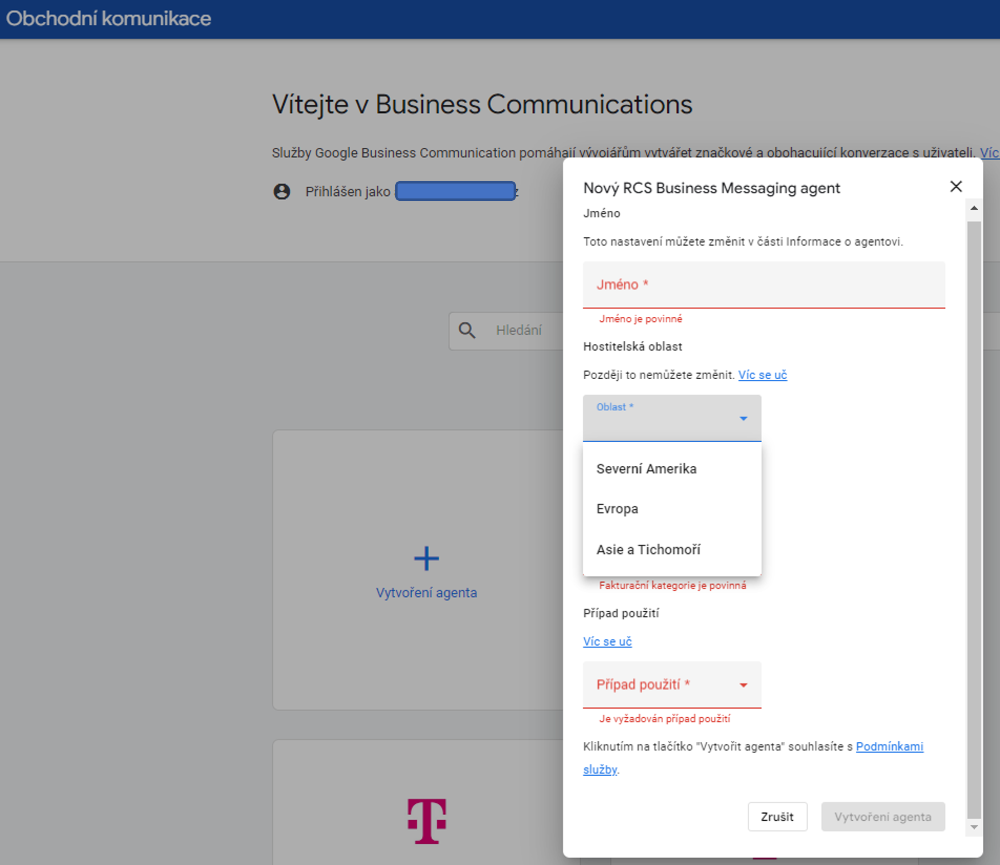 Obchodní komunikace
Vítejte v Business Communications
Služby Google Business Communication pomáhají vývojářům vytvářet značkové a obohacující konverzace s uživateli. Víc
Přihlášen jako
Hledání
Vytvoření agenta
T
Nový RCS Business Messaging agent
Jméno
Toto nastavení můžete změnit v části Informace o agentovi.
Jméno *
Jméno je povinné
Hostitelská oblast
Později to nemůžete změnit. Víc se uč
Oblast *
Severní Amerika
Evropa
Asie a Tichomoří
Fakturační kategorie je povinná
Případ použití
Víc se uč
Případ použití *
Je vyžadován případ použití
Kliknutím na tlačítko "Vytvořit agenta" souhlasíte s Podmínkami
služby.
Zrušit
Vytvoření agenta